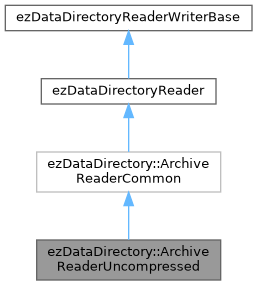 ezDataDirectoryReaderWriterBase
ezDataDirectoryReader
ezDataDirectory::Archive
ReaderCommon
ezDataDirectory::Archive
ReaderUncompressed